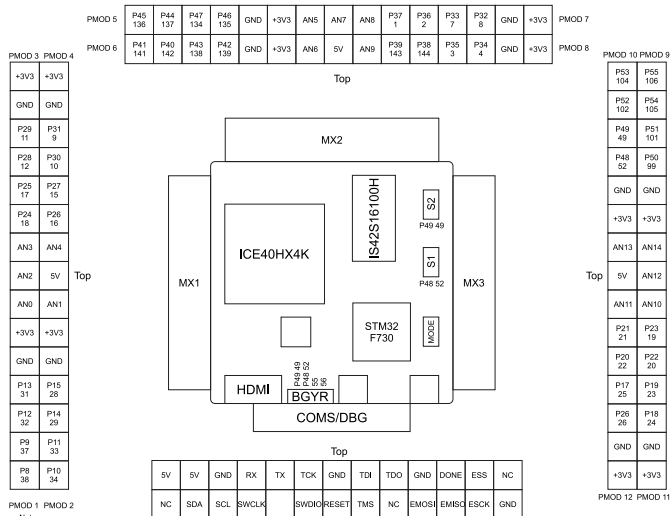 PMOD 5 P45 136 P44 137 P47 134 P46 135 GND +3V3 AN5 AN7 AN8 P37 1 P36 2 P33 7 P32 8 GND +3V3 PMOD 7
PMOD 6 P41 141 P40 142 P43 138 P42 139 GND +3V3 AN6 5V AN9 P39 143 P38 144 P35 3 P34 4 GND +3V3 PMOD 8
Top
PMOD 3 PMOD 4
+3V3 +3V3
GND GND
P29 11 P31 9
P28 12 P30 10
P25 17 P27 15
P24 18 P26 16
AN3 AN4
AN2 5V
AN0 AN1
+3V3 +3V3
GND GND
P13 31 P15 28
P12 32 P14 29
P9 37 P11 33
P8 38 P10 34
PMOD 1 PMOD 2
Top
MX2
MX1
ICE40HX4K
IS42S16100H
S2
P49 49
S1
P48 52
MX3
STM32
F730
MODE
HDMI
P49 49
P48 52
55
56
BGYR
COMS/DBG
Top
PMOD 10 PMOD 9
P53 104 P55 106
P52 102 P54 105
P49 49 P51 101
P48 52 P50 99
GND GND
+3V3 +3V3
AN13 AN14
5V AN12
AN11 AN10
P21 21 P23 19
P20 22 P22 20
P17 25 P19 23
P26 26 P18 24
GND GND
+3V3 +3V3
PMOD 12 PMOD 11
Top
5V 5V GND RX TX TCK GND TDI TDO GND DONE ESS NC
NC SDA SCL SWCLK SWDIO RESET TMS NC EMOSI EMISO ESCK GND